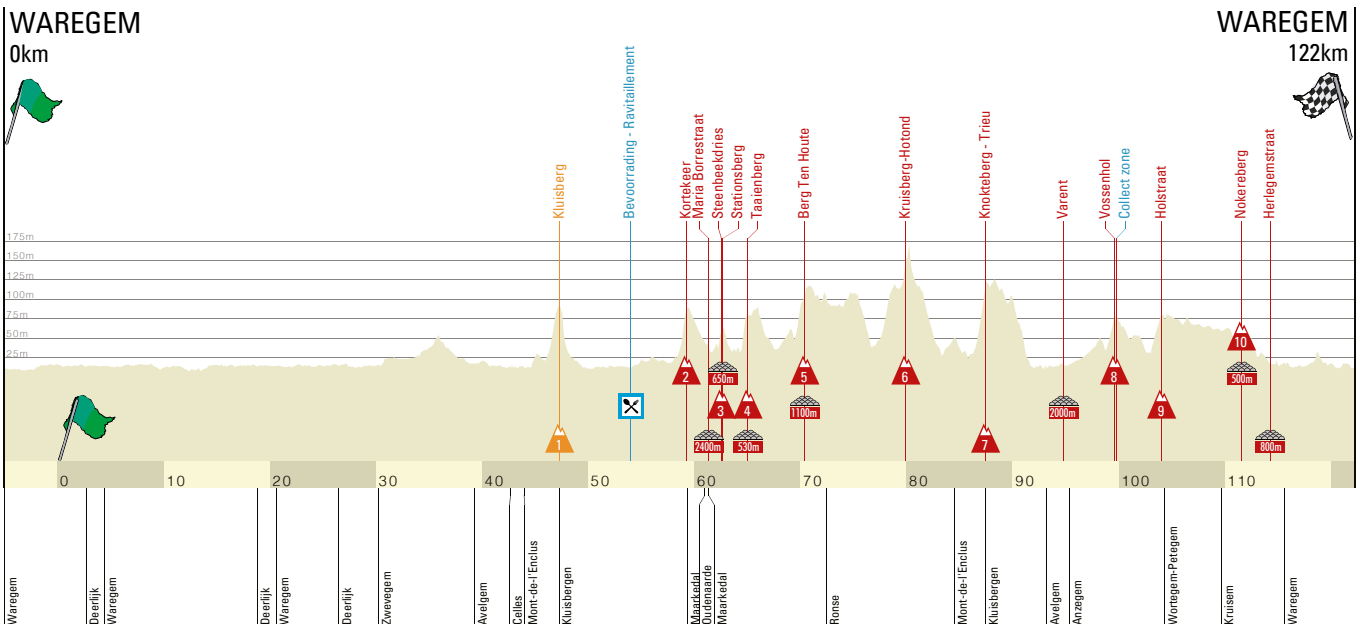 WAREGEM
0km
WAREGEM
122km
Kluisberg
Bevoorrading - Ravitaillement
Kortekeer
Maria Borrestraat
Steenbeekdries
Stationsberg
Taaienberg
Berg Ten Houte
Kruisberg-Hotond
Knokteberg - Trieu
Varent
Vossenhol
Collect zone
Holstraat
Nokereberg
Herlegemstraat
175m
150m
125m
100m
75m
50m
25m
1
2
2400m
650m
3
4
530m
5
1100m
6
7
2000m
8
9
10
500m
800m
0
10
20
30
40
50
60
70
80
90
100
110
Waregem
Deerlijk
Waregem
Deerlijk
Waregem
Deerlijk
Zwevegem
Avelgem
Celles
Mont-de-l'Enclus
Kluisbergen
Maarkedal
Oudenaarde
Maarkedal
Ronse
Mont-de-l'Enclus
Kluisbergen
Avelgem
Anzegem
Wortegem-Petegem
Kruisem
Waregem